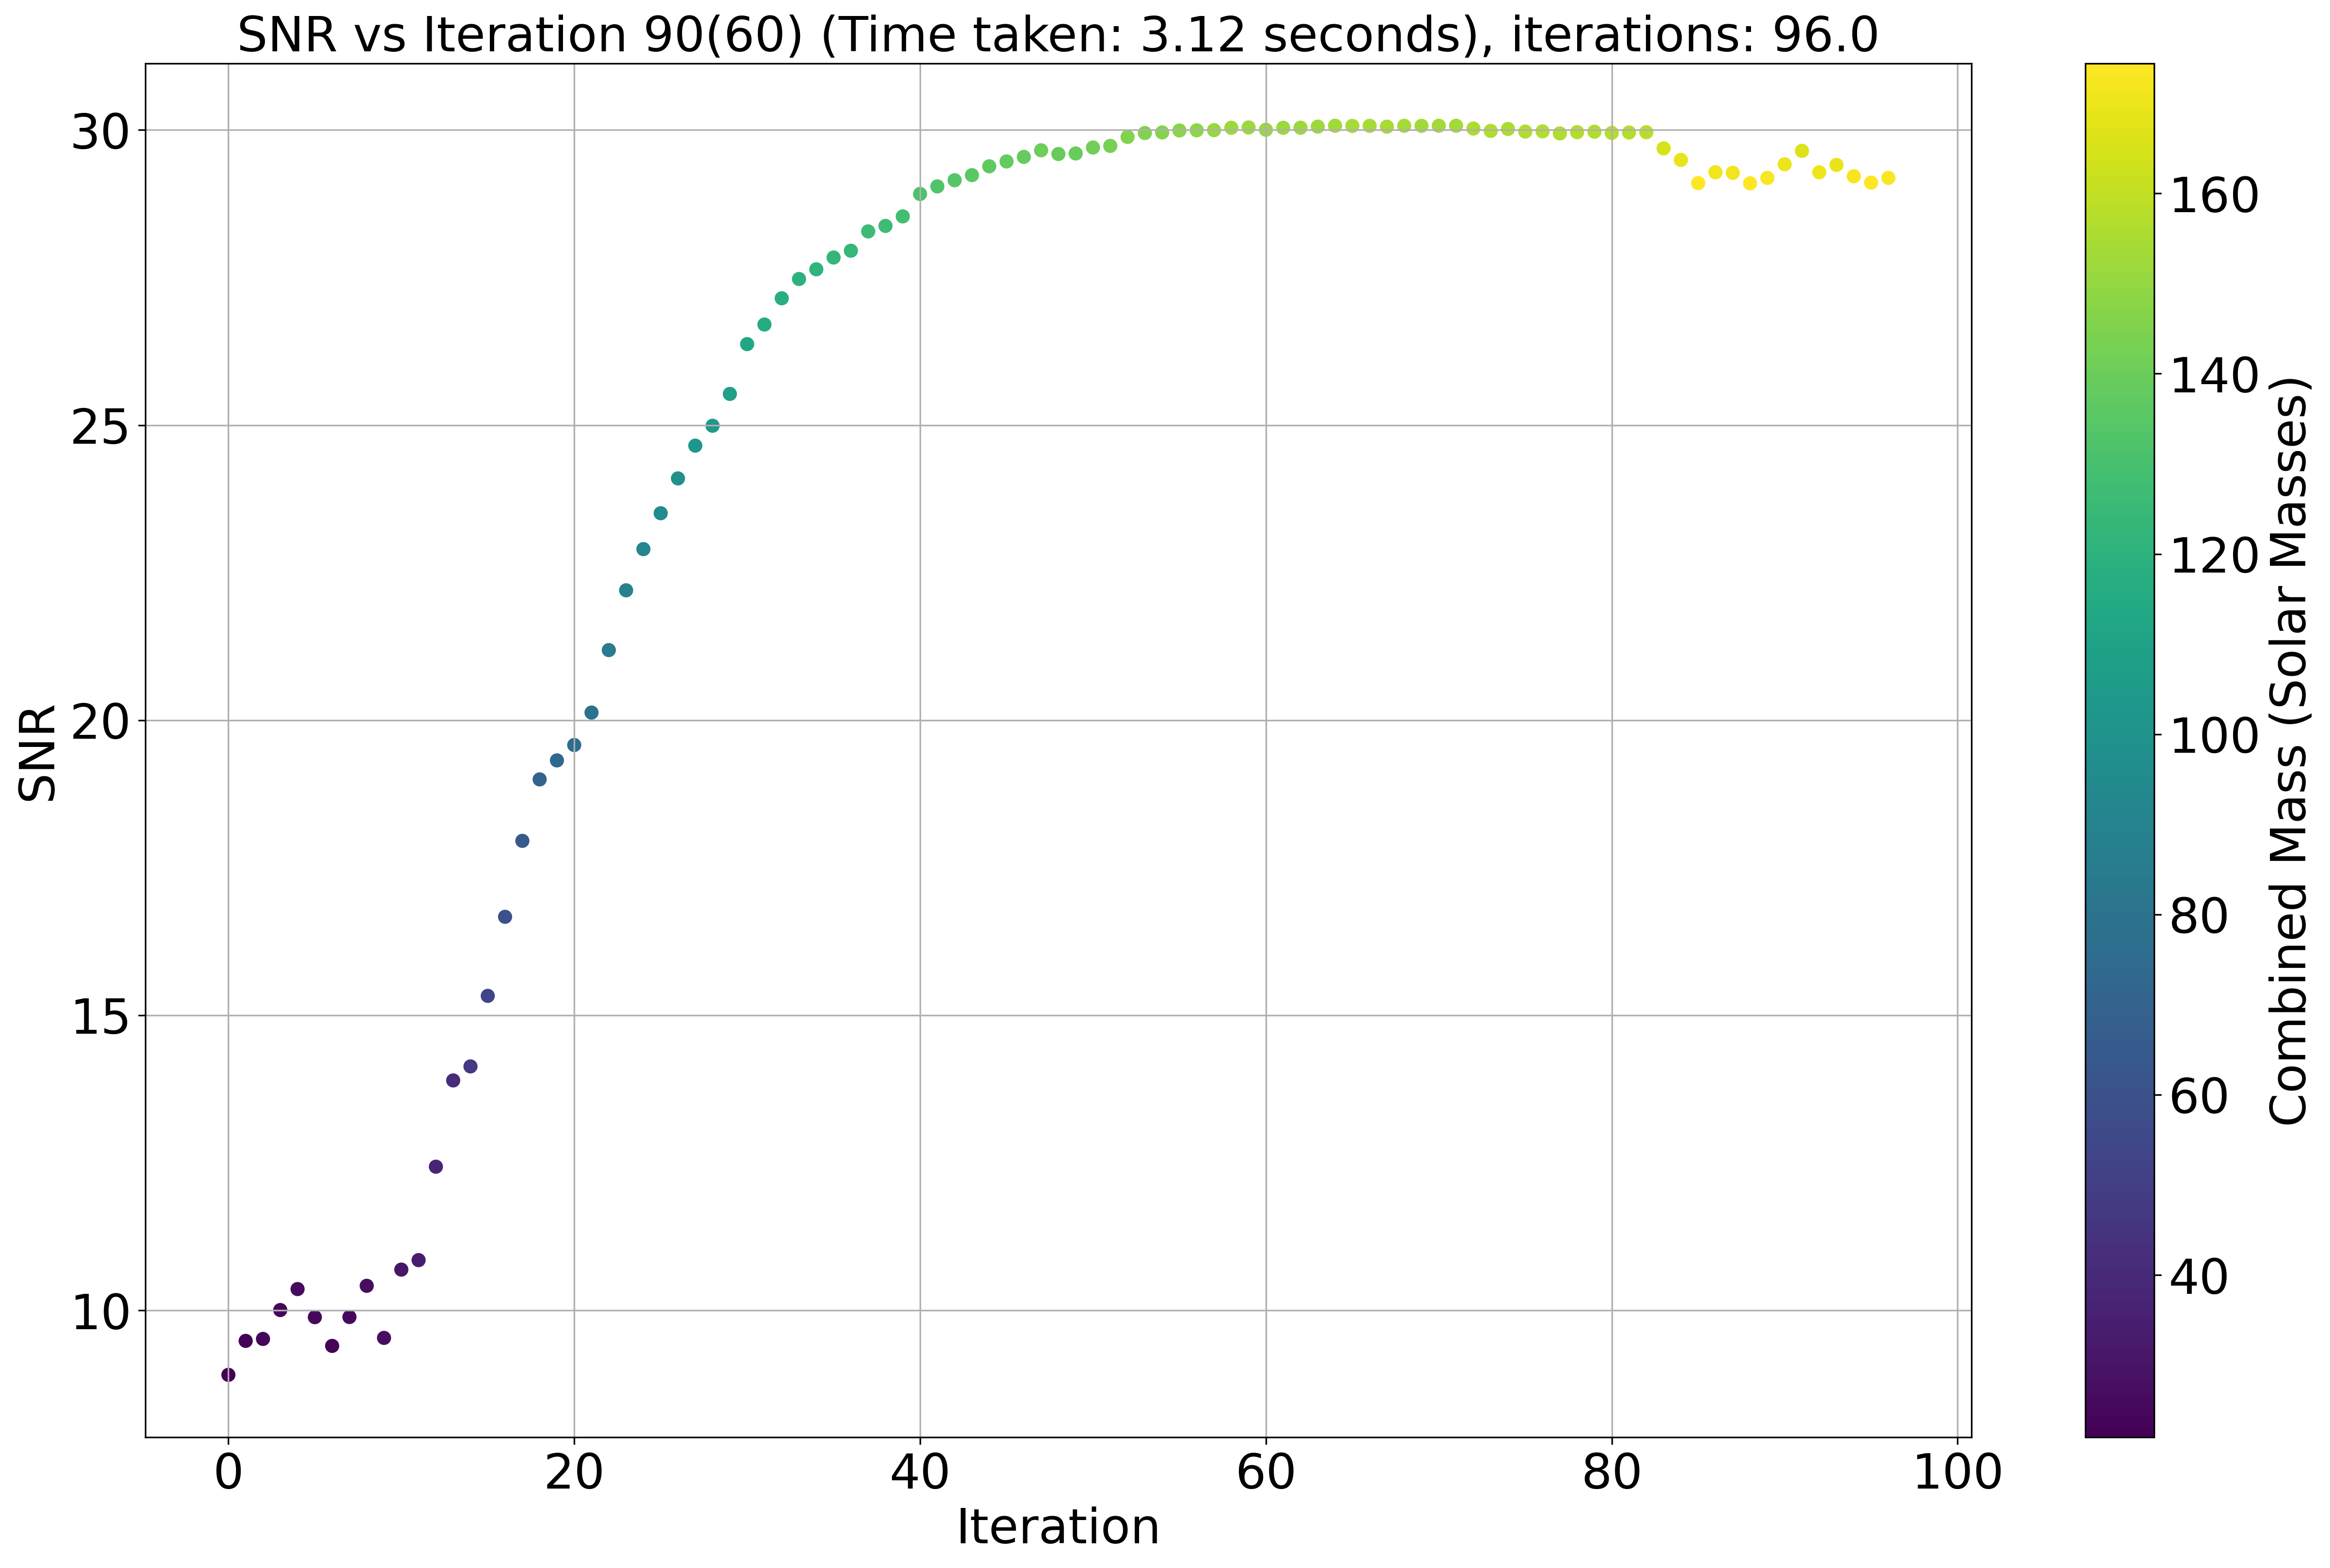 SNR vs Iteration 90(60) (Time taken: 3.12 seconds), iterations: 96.0
30
25
20
15
10
SNR
0 20 40 60 80 100
Iteration
160
140
120
100
80
60
40
Combined Mass (Solar Masses)